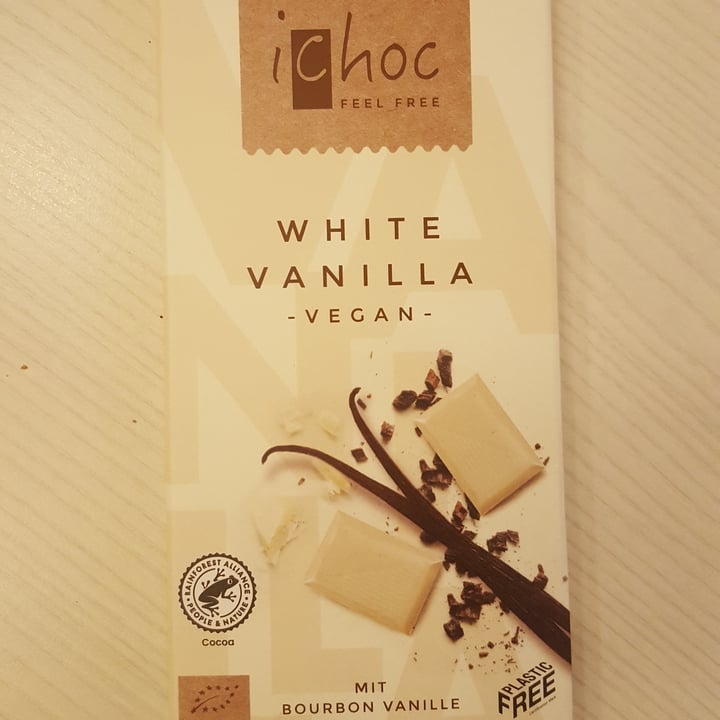 ichoc
FEEL FREE
WHITE
VANILLA
-VEGAN-
RAINFOREST ALLIANCE
PEOPLE & NATURE
Cocoa
MIT
BOURBON VANILLE
PLASTIC
FREE